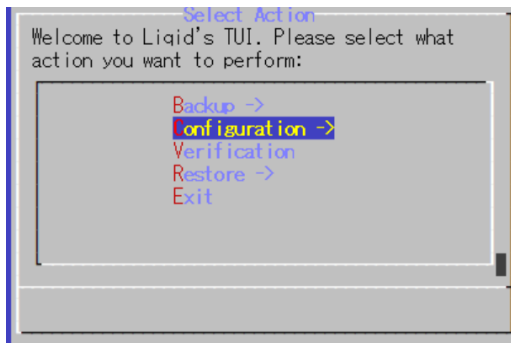 Select Action
Welcome to Liqid's TUI. Please select what
action you want to perform:
Backup ->
Configuration ->
Verification
Restore ->
Exit